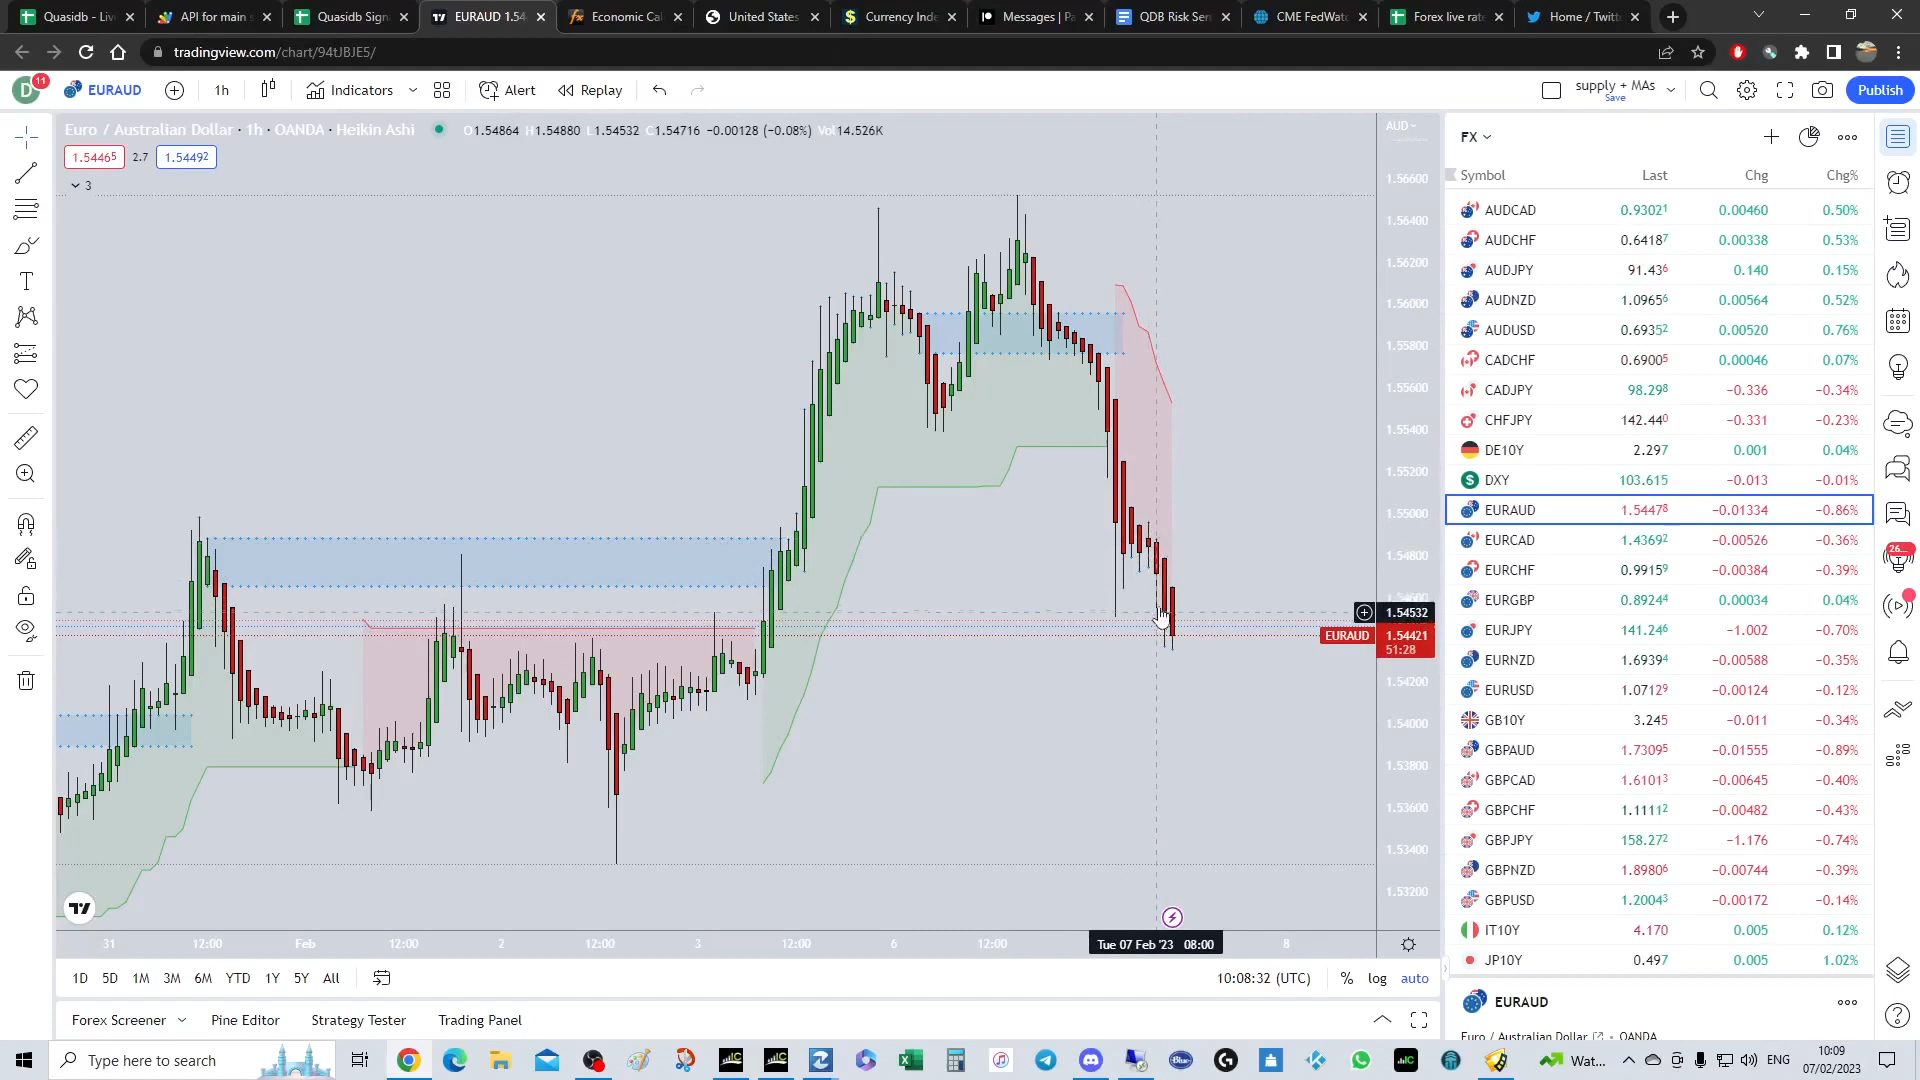 Quasidb - Liv
API for main s
Quasidb Sign
EURAUD 1.54
Economic Cal
United States
Currency Inde
Messages | Pa
QDB Risk Sen
CME FedWatc
Forex live rate
Home / Twitt
tradingview.com/chart/94tJBJE5/
D 11 EURAUD 1h Indicators Alert Replay supply + MAs Save Publish
Euro / Australian Dollar · 1h · OANDA · Heikin Ashi O1.54864 H1.54880 L1.54532 C1.54716 −0.00128 (−0.08%) Vol 14.526K
1.54465 2.7 1.54492
3
AUD
1.56600
1.56400
1.56200
1.56000
1.55800
1.55600
1.55400
1.55200
1.55000
1.54800
1.54532
EURAUD 1.54421
51:28
1.54200
1.54000
1.53800
1.53600
1.53400
1.53200
31 12:00 Feb 12:00 2 12:00 3 12:00 6 12:00 Tue 07 Feb '23 08:00 8
1D 5D 1M 3M 6M YTD 1Y 5Y All 10:08:32 (UTC) % log auto
Forex Screener Pine Editor Strategy Tester Trading Panel
FX
Symbol Last Chg Chg%
AUDCAD 0.93021 0.00460 0.50%
AUDCHF 0.64187 0.00338 0.53%
AUDJPY 91.436 0.140 0.15%
AUDNZD 1.09656 0.00564 0.52%
AUDUSD 0.69352 0.00520 0.76%
CADCHF 0.69005 0.00046 0.07%
CADJPY 98.298 −0.336 −0.34%
CHFJPY 142.440 −0.331 −0.23%
DE10Y 2.297 0.001 0.04%
DXY 103.615 −0.013 −0.01%
EURAUD 1.54478 −0.01334 −0.86%
EURCAD 1.43692 −0.00526 −0.36%
EURCHF 0.99159 −0.00384 −0.39%
EURGBP 0.89244 0.00034 0.04%
EURJPY 141.246 −1.002 −0.70%
EURNZD 1.69394 −0.00588 −0.35%
EURUSD 1.07129 −0.00124 −0.12%
GB10Y 3.245 −0.011 −0.34%
GBPAUD 1.73095 −0.01555 −0.89%
GBPCAD 1.61013 −0.00645 −0.40%
GBPCHF 1.11112 −0.00482 −0.43%
GBPJPY 158.272 −1.176 −0.74%
GBPNZD 1.89806 −0.00744 −0.39%
GBPUSD 1.20043 −0.00172 −0.14%
IT10Y 4.170 0.005 0.12%
JP10Y 0.497 0.005 1.02%
EURAUD
Euro / Australian Dollar · OANDA
26...
Type here to search
Wat...
ENG
10:09
07/02/2023